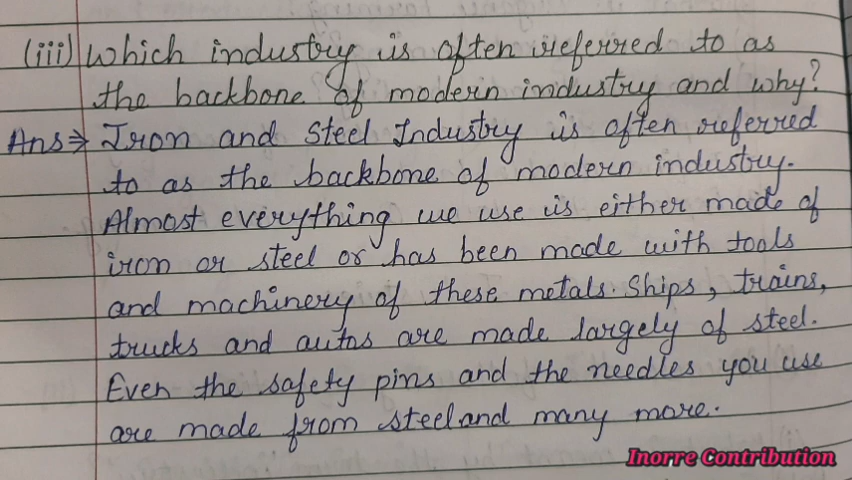 (iii) Which industry is often referred to as
the backbone of modern industry and why?
Ans⇒ Iron and Steel Industry is often referred
to as the backbone of modern industry.
Almost everything we use is either made of
iron or steel or has been made with tools
and machinery of these metals. Ships, trains,
trucks and autos are made largely of steel.
Even the safety pins and the needles you use
are made from steel and many more.
Inorre Contribution